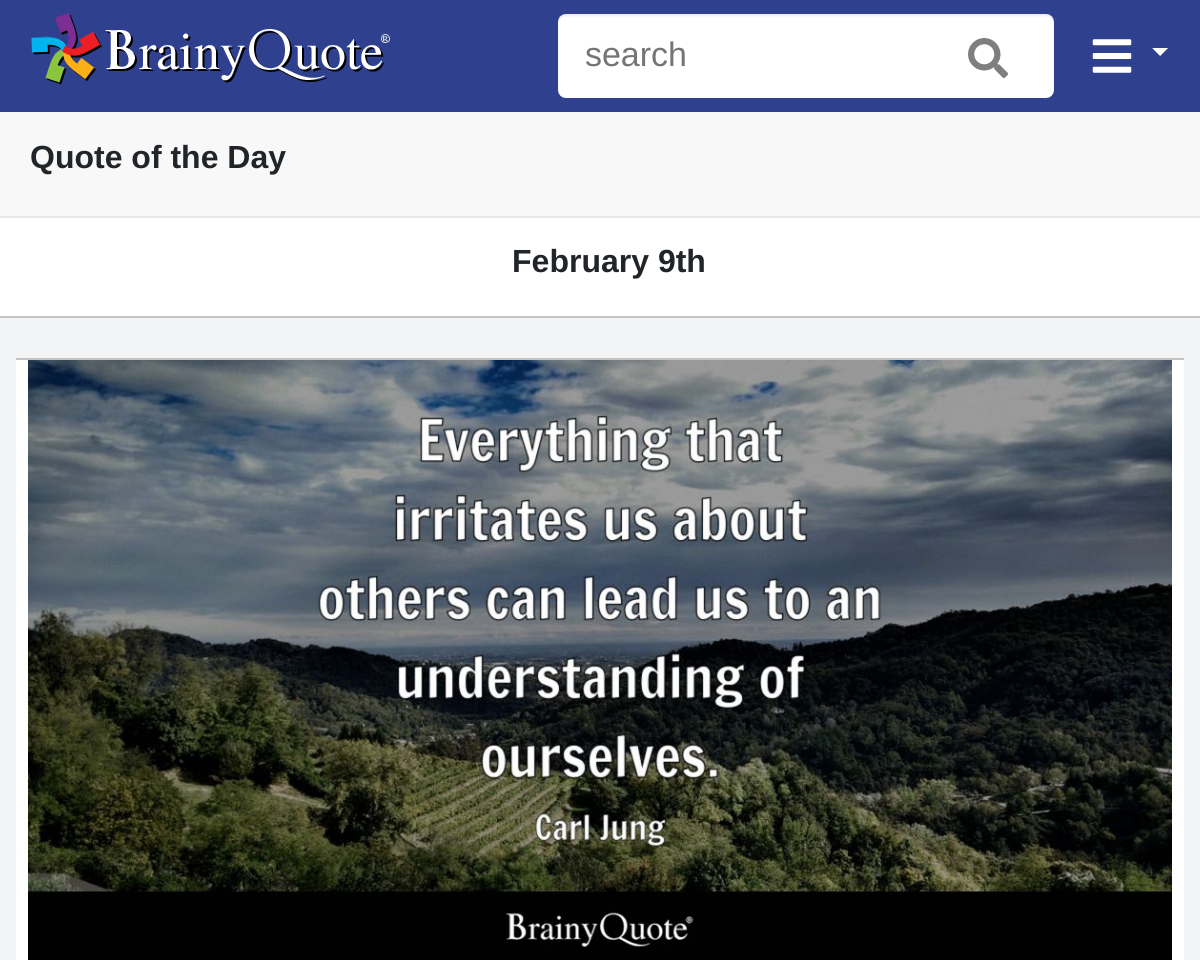 BrainyQuote®
search
Quote of the Day
February 9th
Everything that
irritates us about
others can lead us to an
understanding of
ourselves.
Carl Jung
BrainyQuote®